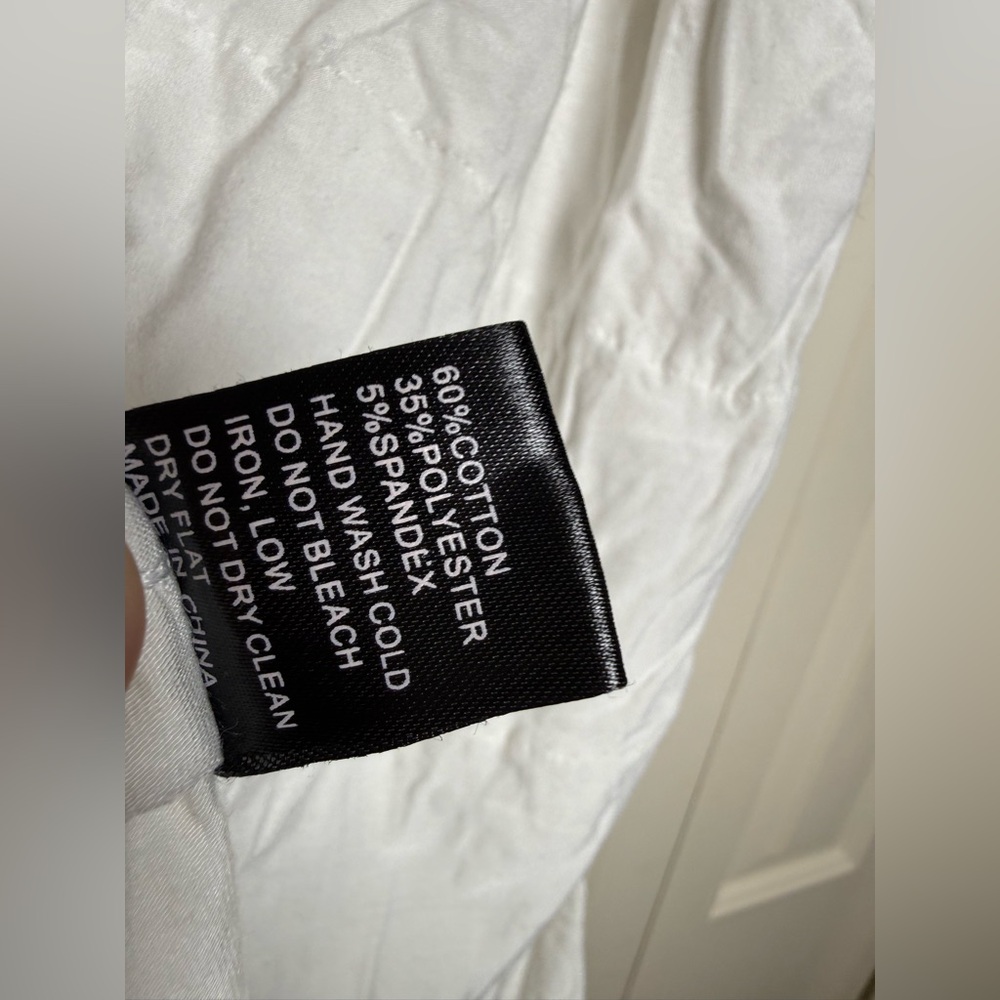 60%COTTON
35%POLYESTER
5%SPANDEX
HAND WASH COLD
DO NOT BLEACH
IRON, LOW
DO NOT DRY CLEAN
DRY FLAT
MADE IN CHINA